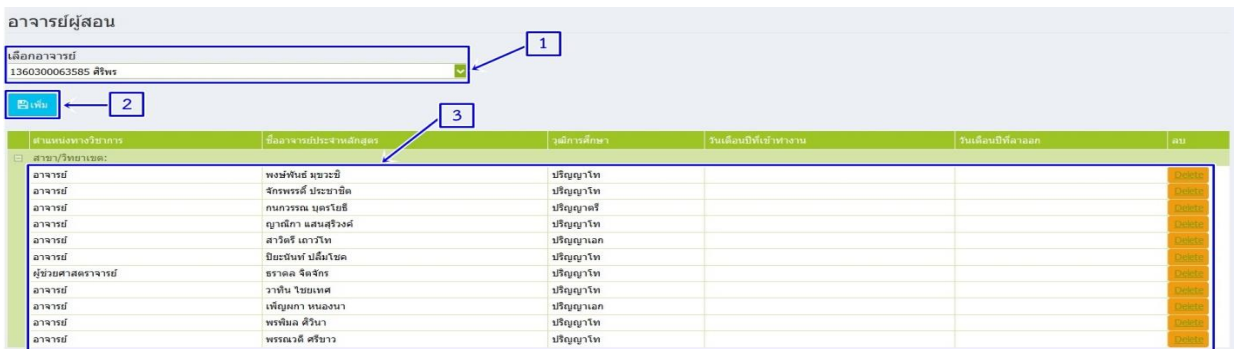 อาจารย์ผู้สอน
1
เลือกอาจารย์
1360300063585 ศิริพร
เพิ่ม
2
3
ตำแหน่งทางวิชาการ ชื่ออาจารย์ประสาหลักสูตร วุฒิการศึกษา วันเดือนปีที่เข้าทำงาน วันเดือนปีที่ลาออก ลบ
สาขา/วิทยาเขต:
อาจารย์ พงษ์พันธ์ มุขวะชิ ปริญญาโท Delete
อาจารย์ จักรพรรดิ์ ประชาชิต ปริญญาโท Delete
อาจารย์ กนกวรรณ บุตรโยธี ปริญญาตรี Delete
อาจารย์ ญาณิกา แสนสุริวงค์ ปริญญาโท Delete
อาจารย์ สาวิตรี เถาว์โท ปริญญาเอก Delete
อาจารย์ ปิยะนันท์ ปลื้มโชค ปริญญาโท Delete
ผู้ช่วยศาสตราจารย์ ธราดล จิตจักร ปริญญาโท Delete
อาจารย์ วาทิน ไชยเทศ ปริญญาโท Delete
อาจารย์ เพ็ญผกา หนองนา ปริญญาเอก Delete
อาจารย์ พรพิมล ศิวินา ปริญญาโท Delete
อาจารย์ พรรณวดี ศรีขาว ปริญญาโท Delete